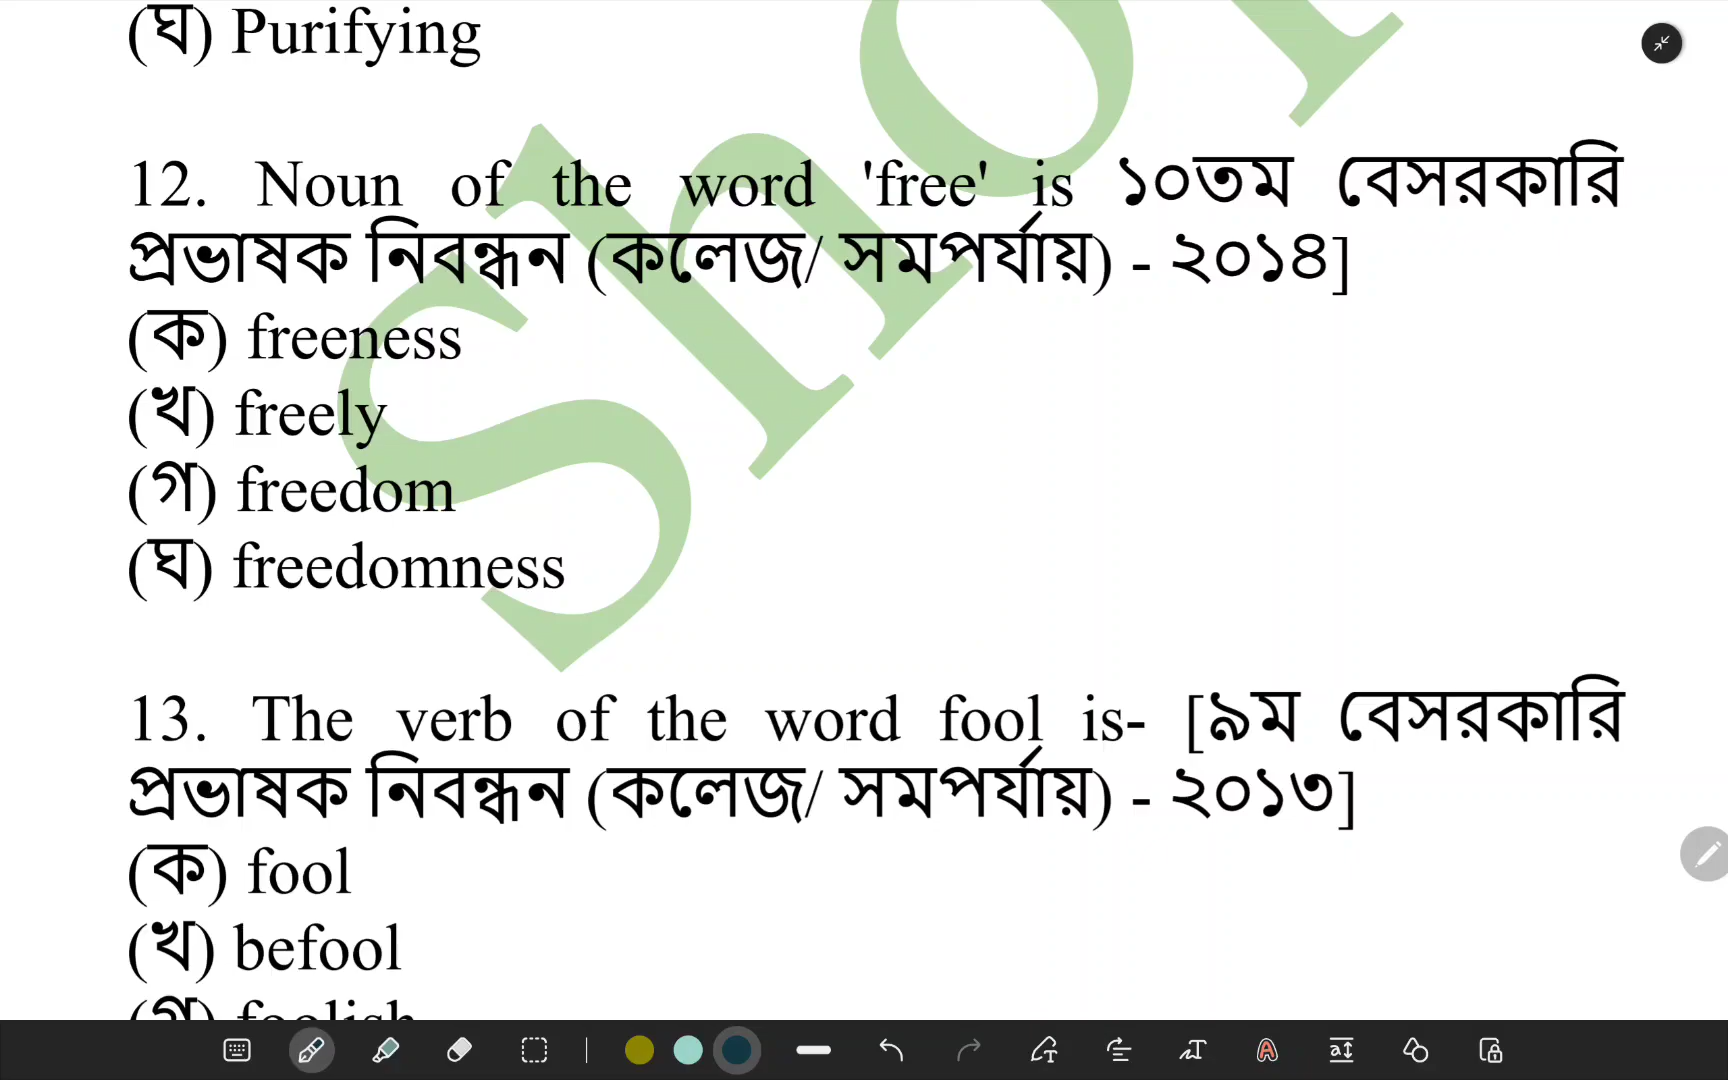 (ঘ) Purifying
12. Noun of the word 'free' is ১০তম বেসরকারি
প্রভাষক নিবন্ধন (কলেজ/ সমপর্যায়) - ২০১৪]
(ক) freeness
(খ) freely
(গ) freedom
(ঘ) freedomness
13. The verb of the word fool is- [৯ম বেসরকারি
প্রভাষক নিবন্ধন (কলেজ/ সমপর্যায়) - ২০১৩]
(ক) fool
(খ) befool
(গ) foolish